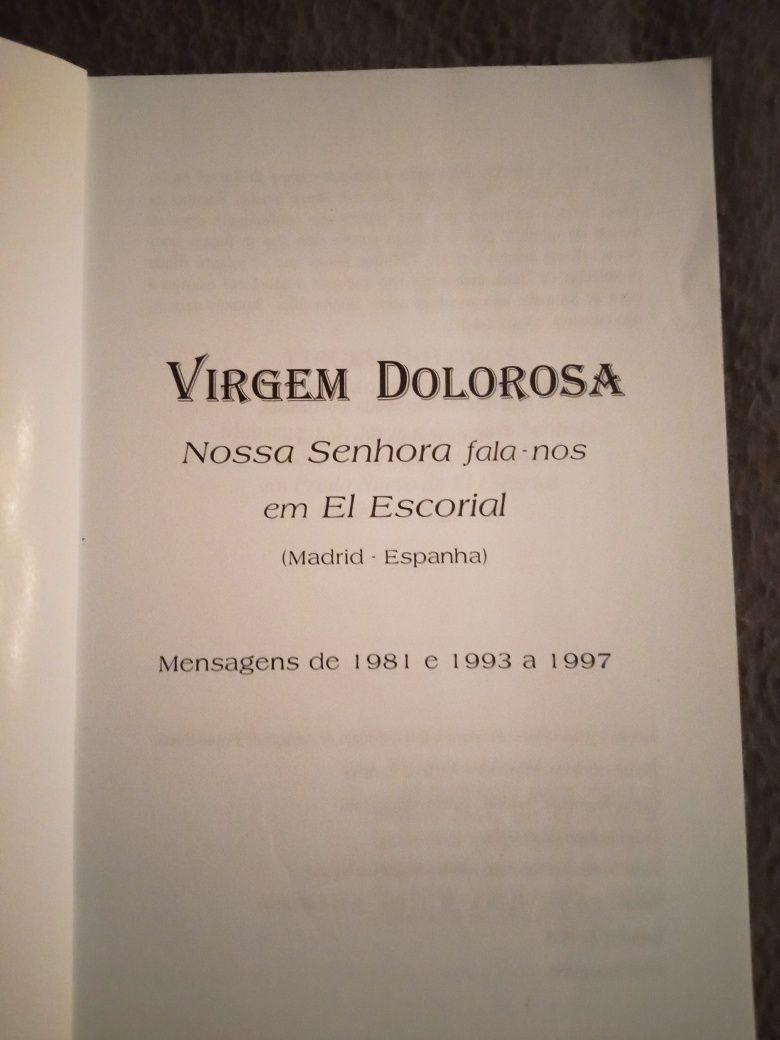 VIRGEM DOLOROSA
Nossa Senhora fala-nos
em El Escorial
(Madrid - Espanha)
Mensagens de 1981 e 1993 a 1997